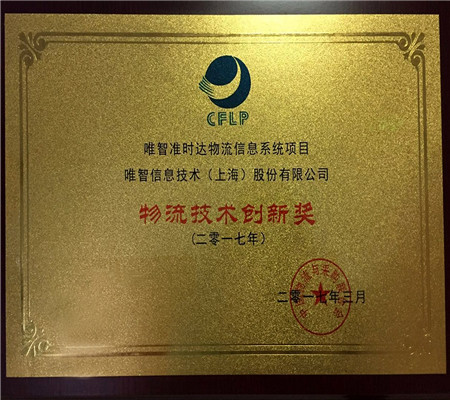 CFLP
唯智准时达物流信息系统项目
唯智信息技术（上海）股份有限公司
物流技术创新奖
(二零一七年)
二零一七年三月